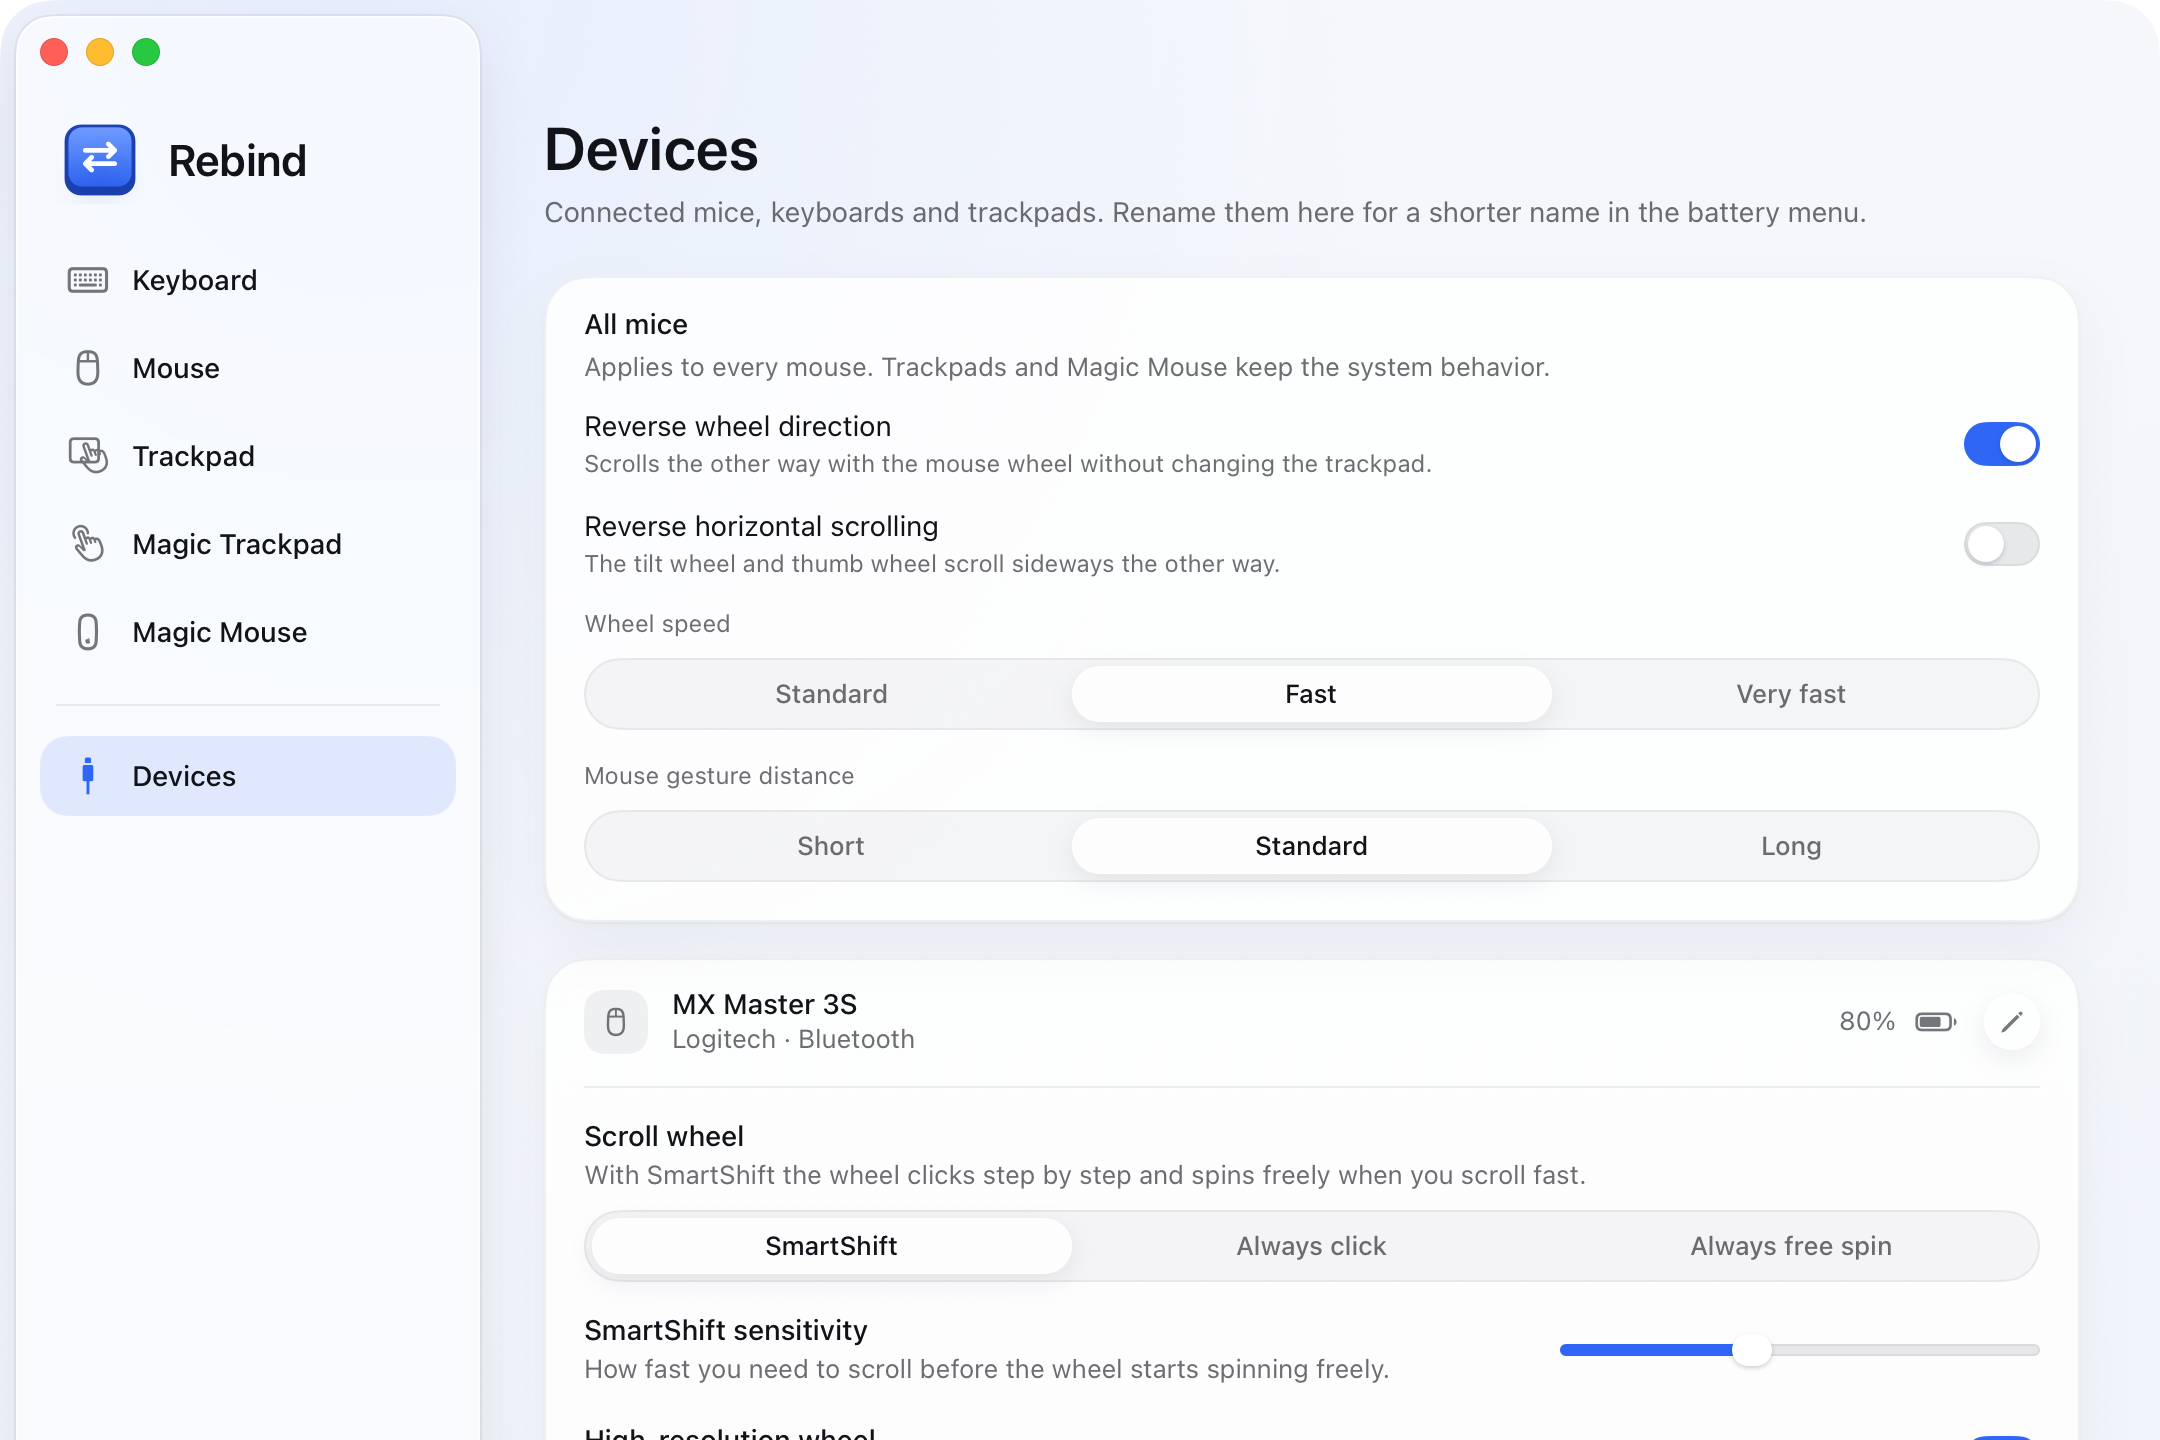 Rebind
Keyboard
Mouse
Trackpad
Magic Trackpad
Magic Mouse
Devices
Devices
Connected mice, keyboards and trackpads. Rename them here for a shorter name in the battery menu.
All mice
Applies to every mouse. Trackpads and Magic Mouse keep the system behavior.
Reverse wheel direction
Scrolls the other way with the mouse wheel without changing the trackpad.
Reverse horizontal scrolling
The tilt wheel and thumb wheel scroll sideways the other way.
Wheel speed
Standard Fast Very fast
Mouse gesture distance
Short Standard Long
MX Master 3S
Logitech · Bluetooth
80%
Scroll wheel
With SmartShift the wheel clicks step by step and spins freely when you scroll fast.
SmartShift Always click Always free spin
SmartShift sensitivity
How fast you need to scroll before the wheel starts spinning freely.
High-resolution wheel